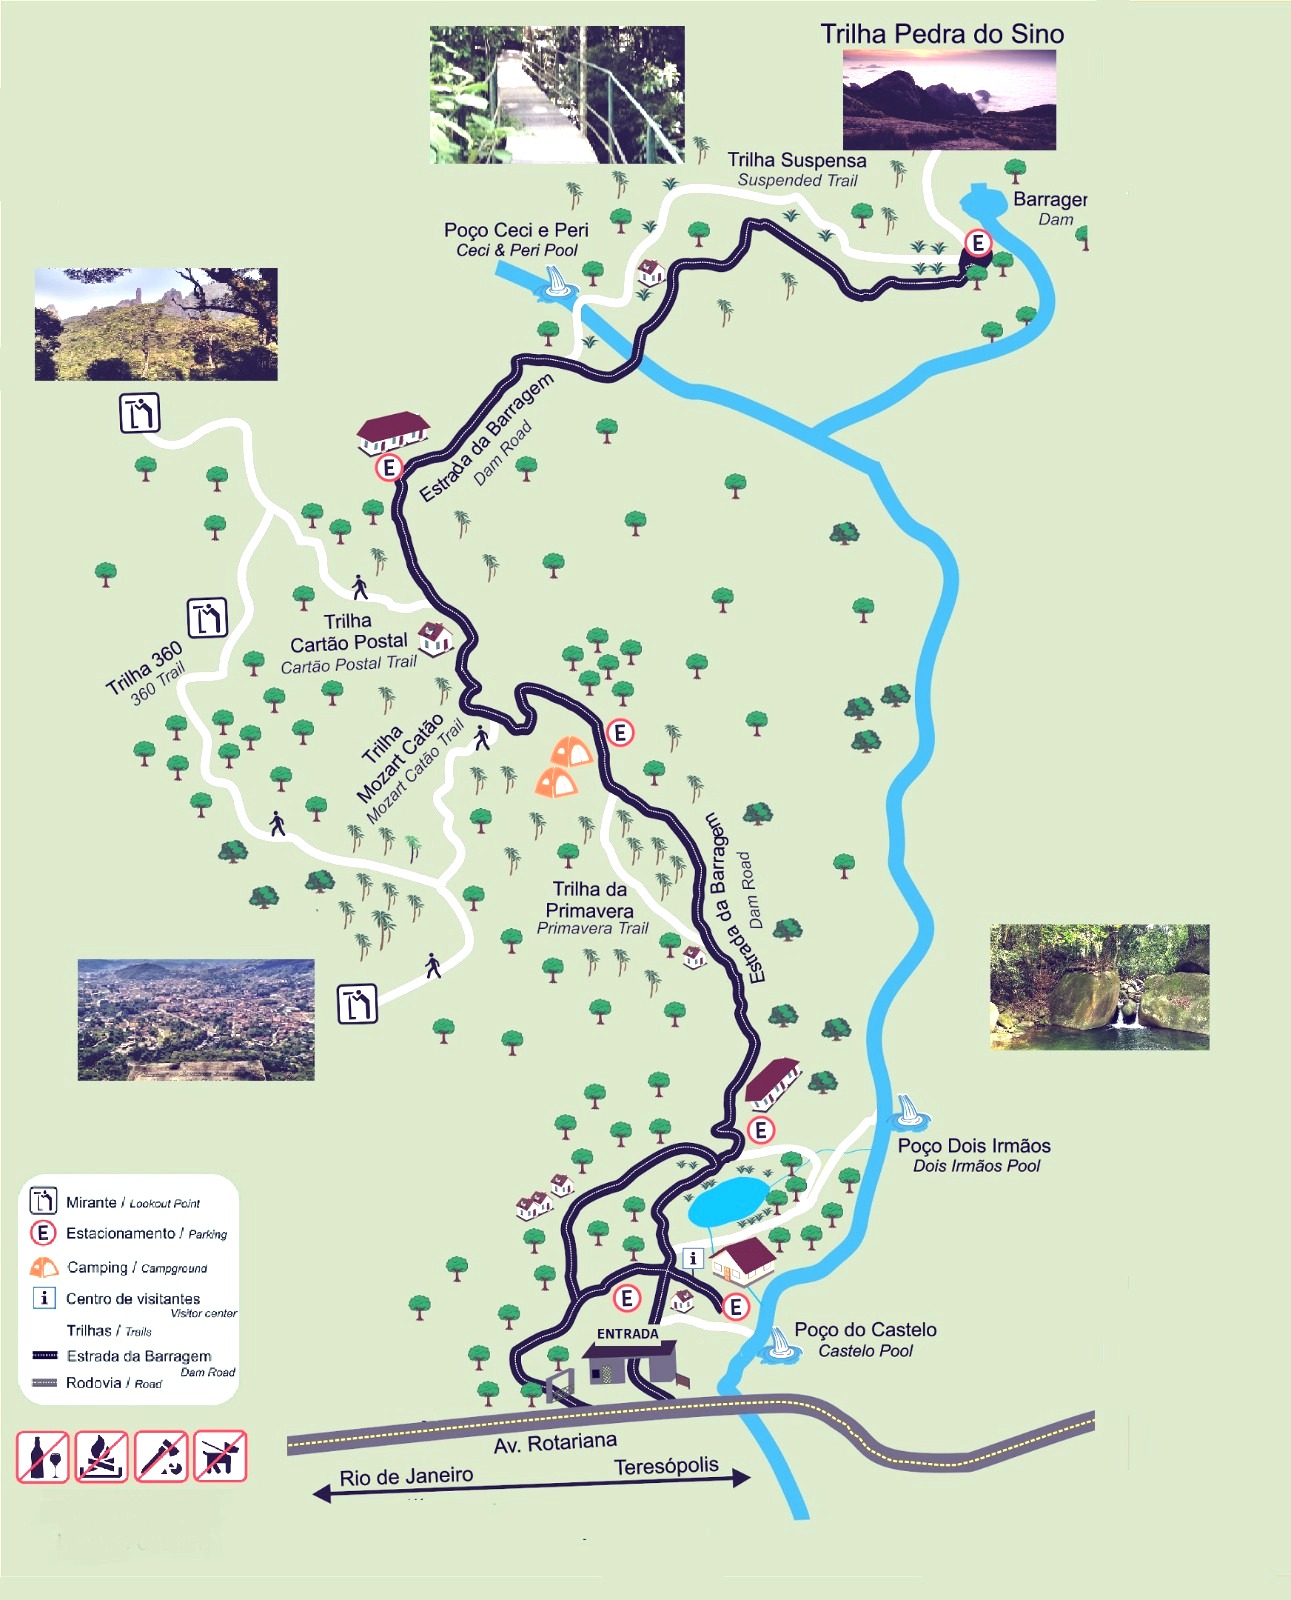 Trilha Pedra do Sino
Trilha Suspensa
Suspended Trail
Barrager
Dam
E
Poço Ceci e Peri
Ceci & Peri Pool
Estrada da Barragem
Dam Road
E
Trilha
Cartão Postal
Cartão Postal Trail
Trilha 360
360 Trail
Trilha
Mozart Catão
Mozart Catão Trail
E
Estrada da Barragem
Dam Road
Trilha da
Primavera
Primavera Trail
E
Poço Dois Irmãos
Dois Irmãos Pool
i
E
E
ENTRADA
Poço do Castelo
Castelo Pool
Mirante / Lookout Point
E Estacionamento / Parking
Camping / Campground
i Centro de visitantes
Visitor center
Trilhas / Trails
Estrada da Barragem
Dam Road
Rodovia / Road
Av. Rotariana
Rio de Janeiro
Teresópolis